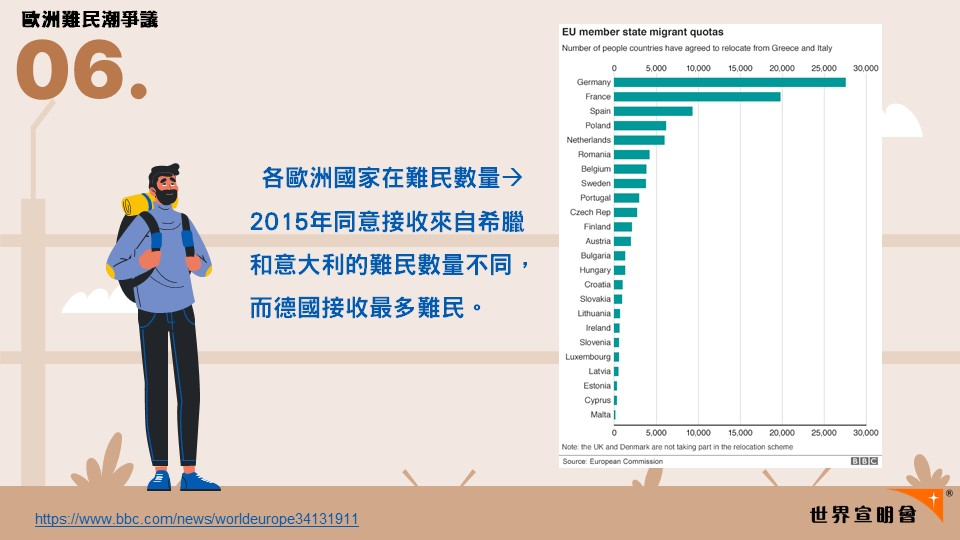 歐洲難民潮爭議
06.
各歐洲國家在難民數量→
2015年同意接收來自希臘
和意大利的難民數量不同，
而德國接收最多難民。
EU member state migrant quotas
Number of people countries have agreed to relocate from Greece and Italy
0 5,000 10,000 15,000 20,000 25,000 30,000
Germany
France
Spain
Poland
Netherlands
Romania
Belgium
Sweden
Portugal
Czech Rep
Finland
Austria
Bulgaria
Hungary
Croatia
Slovakia
Lithuania
Ireland
Slovenia
Luxembourg
Latvia
Estonia
Cyprus
Malta
0 5,000 10,000 15,000 20,000 25,000 30,000
Note: the UK and Denmark are not taking part in the relocation scheme
Source: European Commission BBC
https://www.bbc.com/news/worldeurope34131911
世界宣明會®